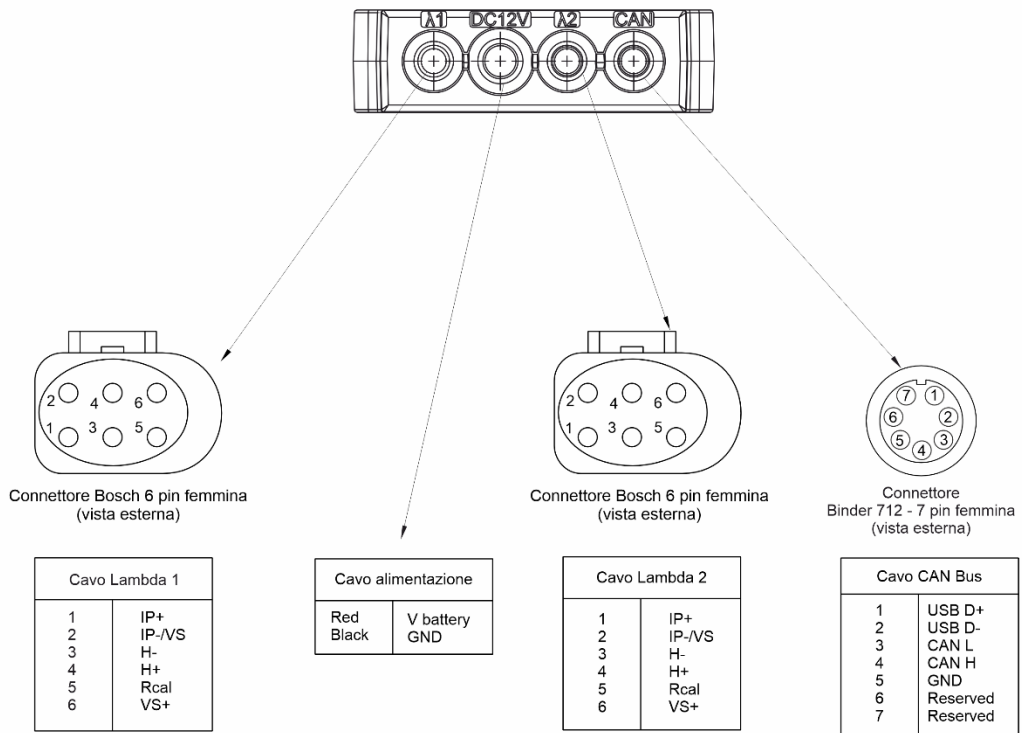 λ1 DC12V λ2 CAN
2 4 6
1 3 5
Connettore Bosch 6 pin femmina
(vista esterna)
2 4 6
1 3 5
Connettore Bosch 6 pin femmina
(vista esterna)
7 1
6 2
5 3
4
Connettore
Binder 712 - 7 pin femmina
(vista esterna)
Cavo Lambda 1
1 IP+
2 IP-/VS
3 H-
4 H+
5 Rcal
6 VS+
Cavo alimentazione
Red V battery
Black GND
Cavo Lambda 2
1 IP+
2 IP-/VS
3 H-
4 H+
5 Rcal
6 VS+
Cavo CAN Bus
1 USB D+
2 USB D-
3 CAN L
4 CAN H
5 GND
6 Reserved
7 Reserved